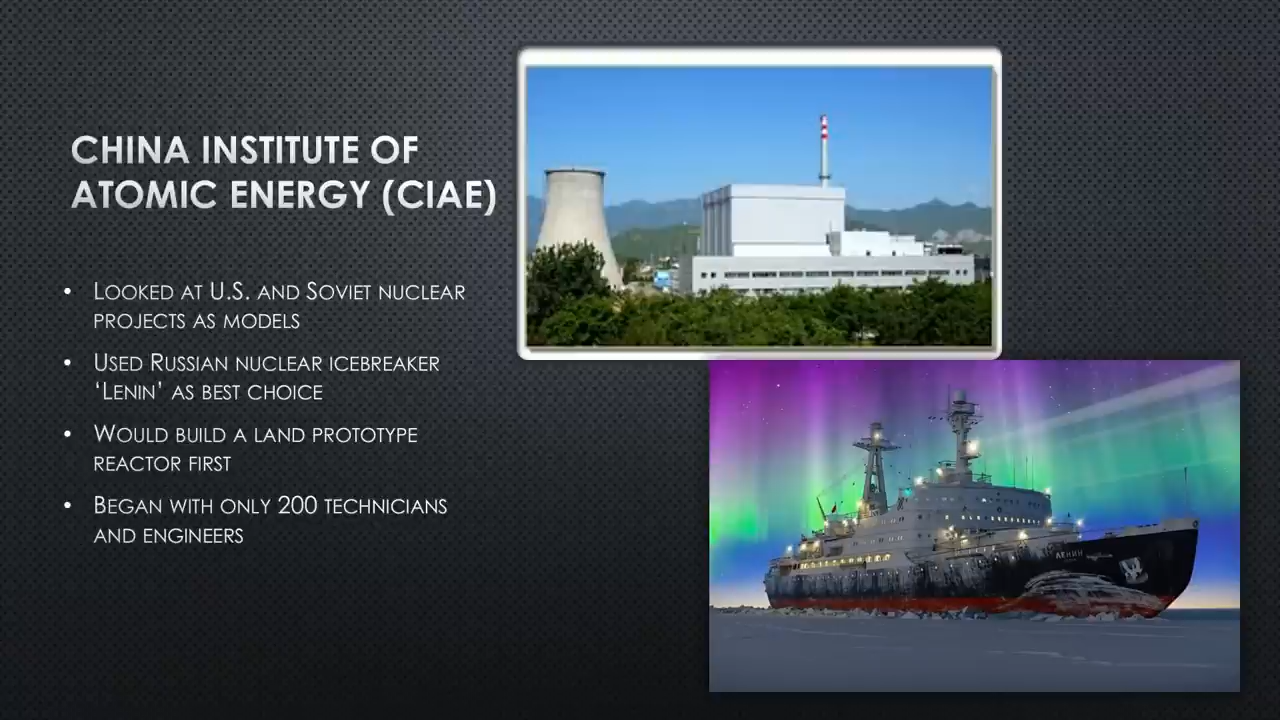 CHINA INSTITUTE OF
ATOMIC ENERGY (CIAE)
• LOOKED AT U.S. AND SOVIET NUCLEAR
PROJECTS AS MODELS
• USED RUSSIAN NUCLEAR ICEBREAKER
‘LENIN’ AS BEST CHOICE
• WOULD BUILD A LAND PROTOTYPE
REACTOR FIRST
• BEGAN WITH ONLY 200 TECHNICIANS
AND ENGINEERS
ЛЕНИН